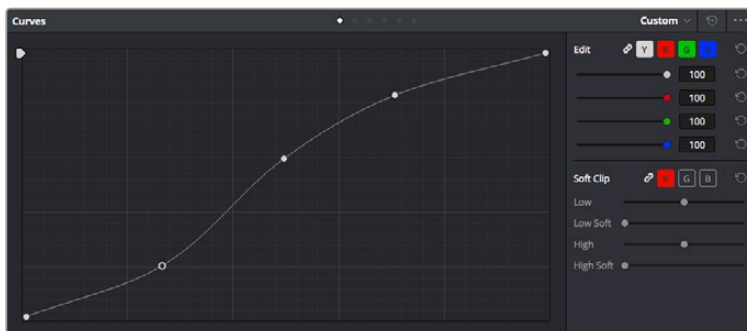 Curves
Custom
Edit
Y R G B
100
100
100
100
Soft Clip
R G B
Low
Low Soft
High
High Soft